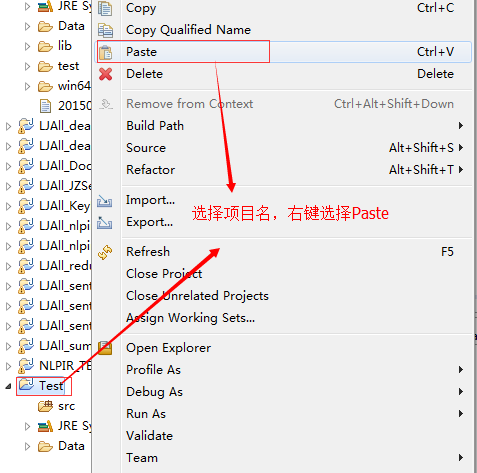 JRE Sy
Data
lib
test
win64
20150
LJAll_dea
LJAll_dea
LJAll_Doc
LJAll_JZSe
LJAll_Key
LJAll_nlpi
LJAll_nlpi
LJAll_redu
LJAll_sent
LJAll_sent
LJAll_sent
LJAll_sum
NLPIR_TE
Test
src
JRE Sy
Data
Copy Ctrl+C
Copy Qualified Name
Paste Ctrl+V
Delete Delete
Remove from Context Ctrl+Alt+Shift+Down
Build Path
Source Alt+Shift+S
Refactor Alt+Shift+T
Import...
Export...
选择项目名，右键选择Paste
Refresh F5
Close Project
Close Unrelated Projects
Assign Working Sets...
Open Explorer
Profile As
Debug As
Run As
Validate
Team